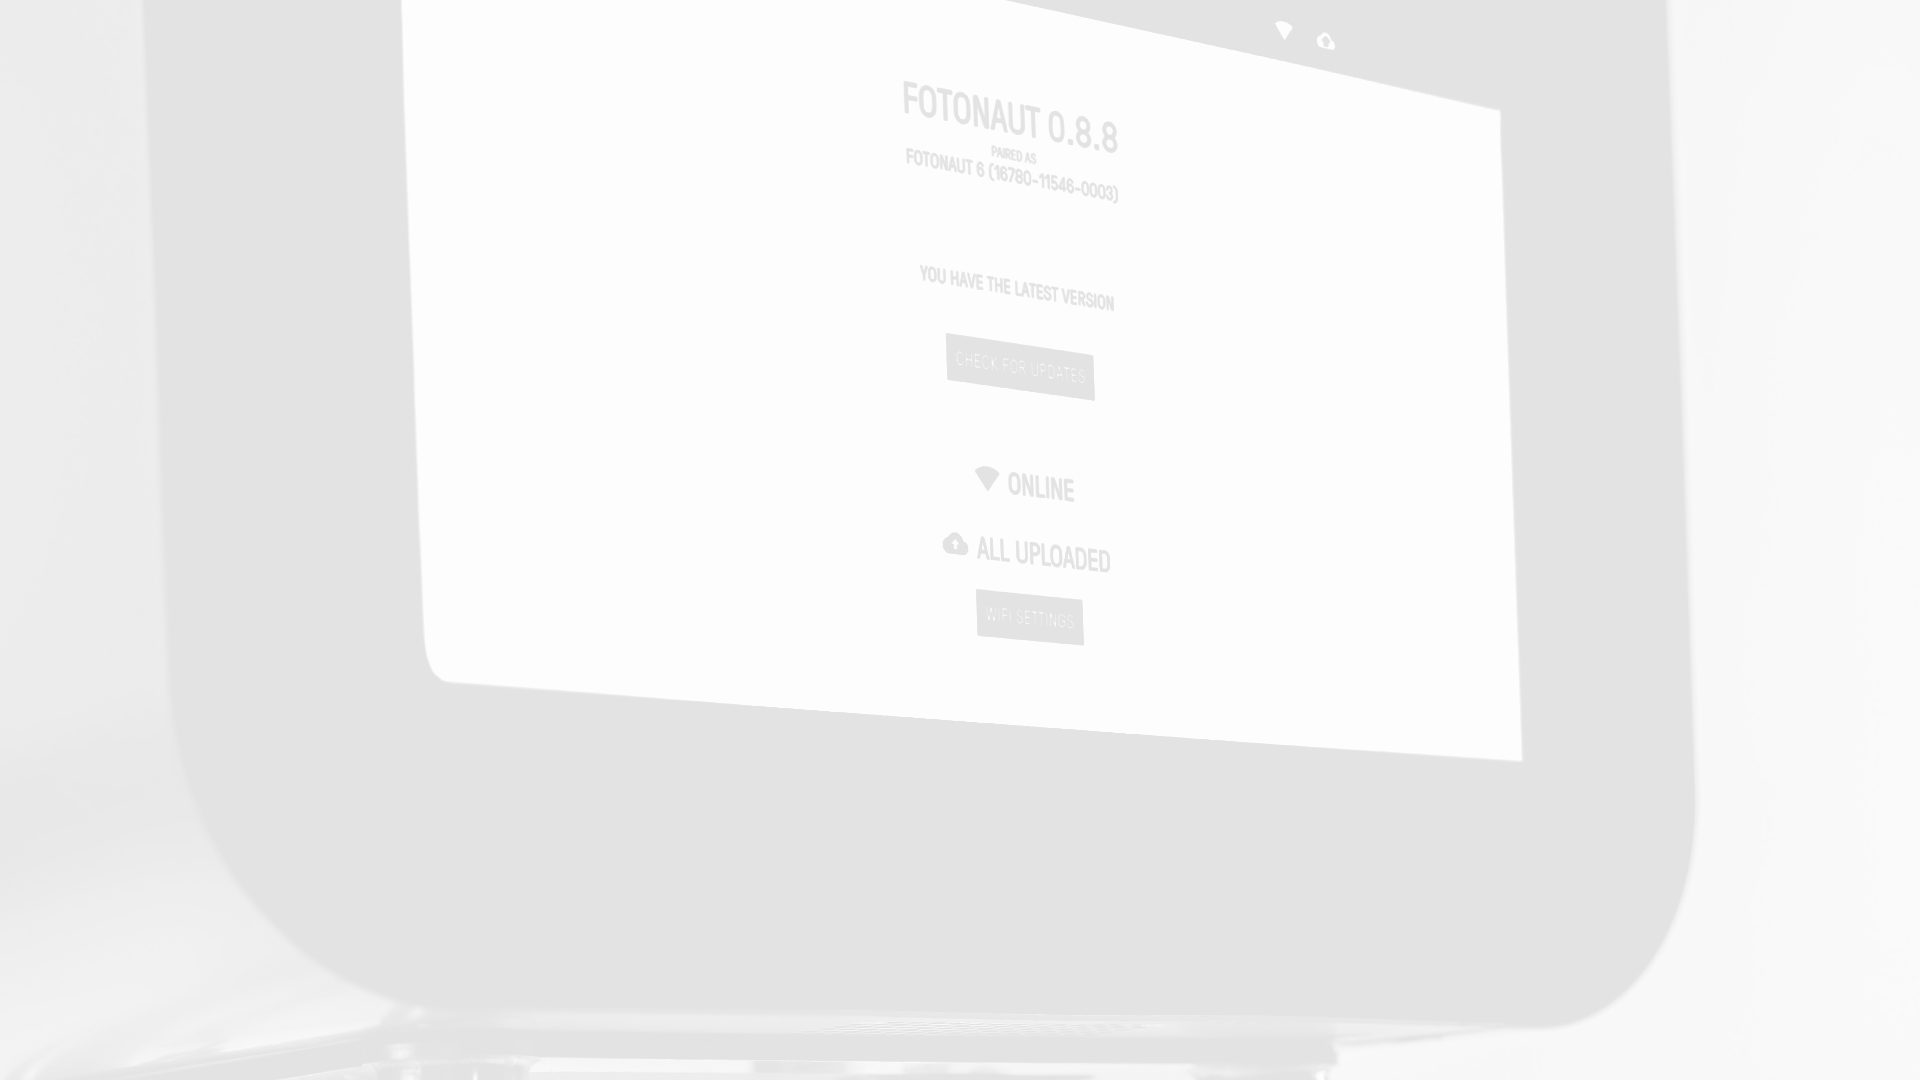 FOTONAUT 0.8.8
PAIRED AS
FOTONAUT 6 (16780-11546-0003)
YOU HAVE THE LATEST VERSION
CHECK FOR UPDATES
ONLINE
ALL UPLOADED
WIFI SETTINGS